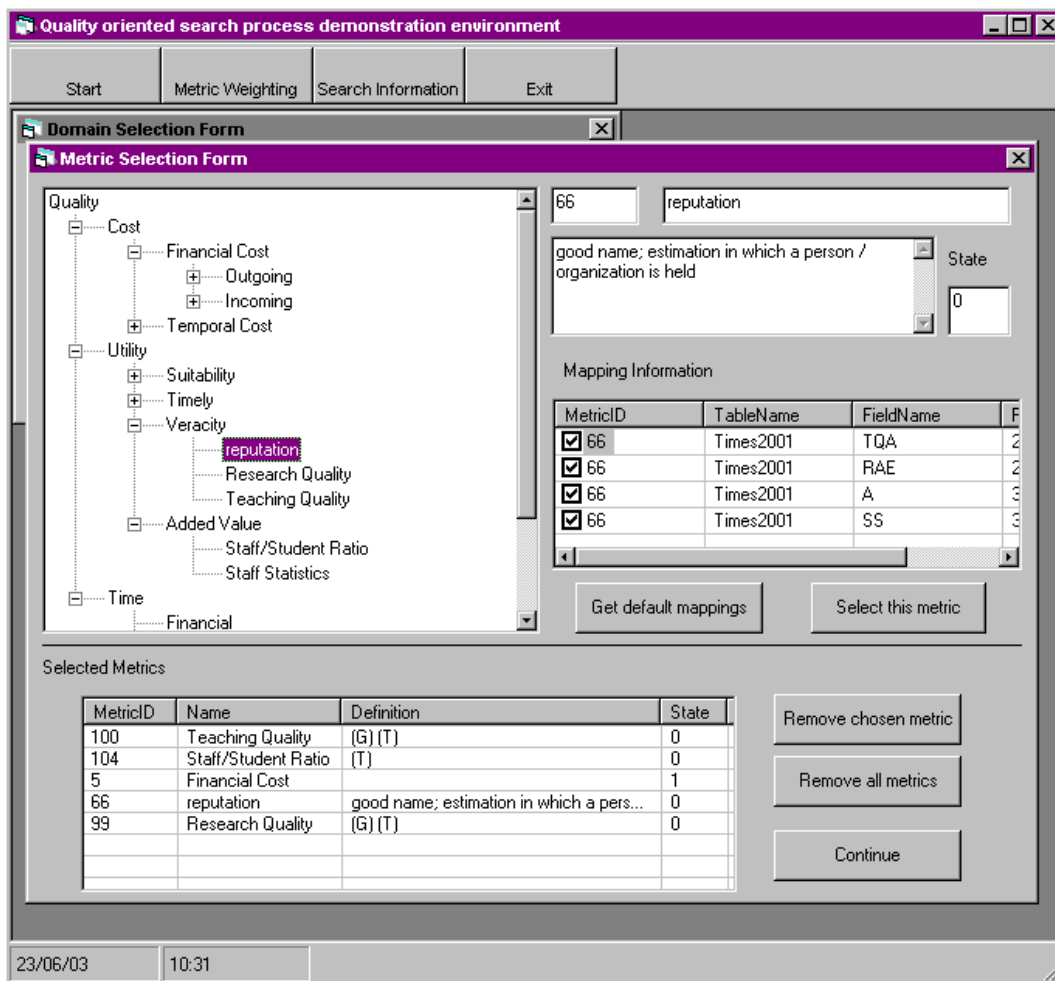 Quality oriented search process demonstration environment
Start Metric Weighting Search Information Exit
Domain Selection Form
Metric Selection Form
Quality
Cost
Financial Cost
Outgoing
Incoming
Temporal Cost
Utility
Suitability
Timely
Veracity
reputation
Research Quality
Teaching Quality
Added Value
Staff/Student Ratio
Staff Statistics
Time
Financial
66 reputation
good name; estimation in which a person /
organization is held
State
0
Mapping Information
MetricID TableName FieldName F
66 Times2001 TQA 2
66 Times2001 RAE 2
66 Times2001 A 3
66 Times2001 SS 3
Get default mappings Select this metric
Selected Metrics
MetricID Name Definition State
100 Teaching Quality (G) (T) 0
104 Staff/Student Ratio (T) 0
5 Financial Cost 1
66 reputation good name; estimation in which a pers... 0
99 Research Quality (G) (T) 0
Remove chosen metric
Remove all metrics
Continue
23/06/03 10:31